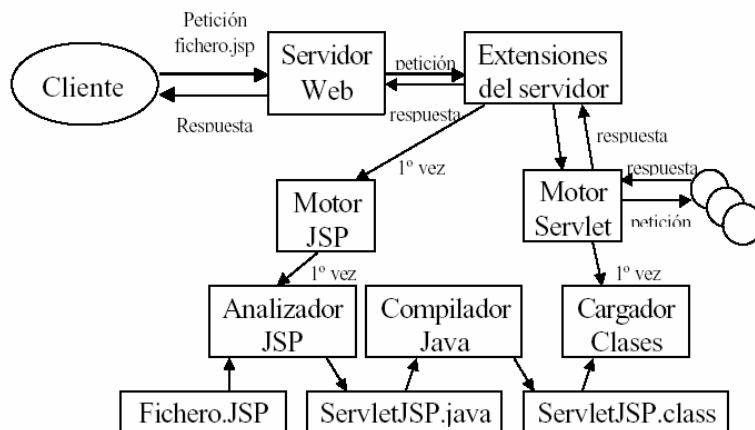 Petición
fichero.jsp
Cliente
Respuesta
Servidor
Web
petición
respuesta
Extensiones
del servidor
1º vez
respuesta
Motor
JSP
Motor
Servlet
respuesta
petición
1º vez
1º vez
Analizador
JSP
Compilador
Java
Cargador
Clases
Fichero.JSP
ServletJSP.java
ServletJSP.class